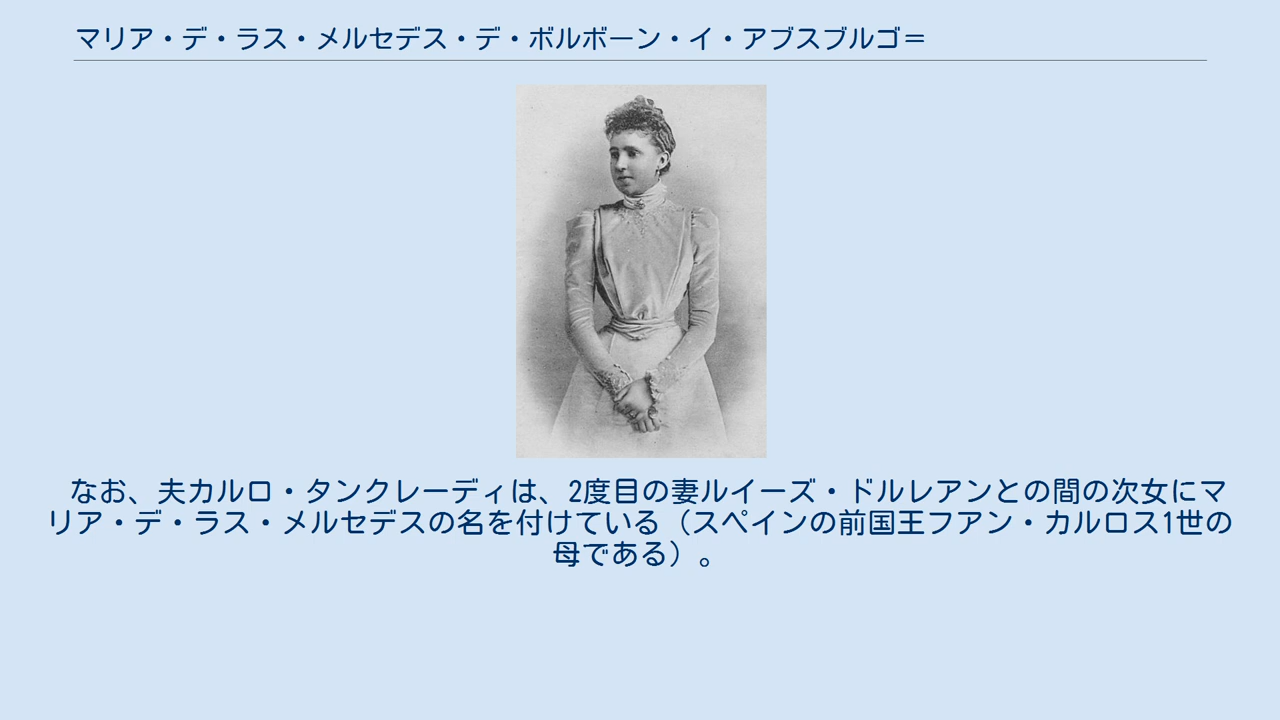 マリア・デ・ラス・メルセデス・デ・ボルボーン・イ・アブスブルゴ＝
なお、夫カルロ・タンクレーディは、2度目の妻ルイーズ・ドルレアンとの間の次女にマ
リア・デ・ラス・メルセデスの名を付けている（スペインの前国王フアン・カルロス1世の
母である）。